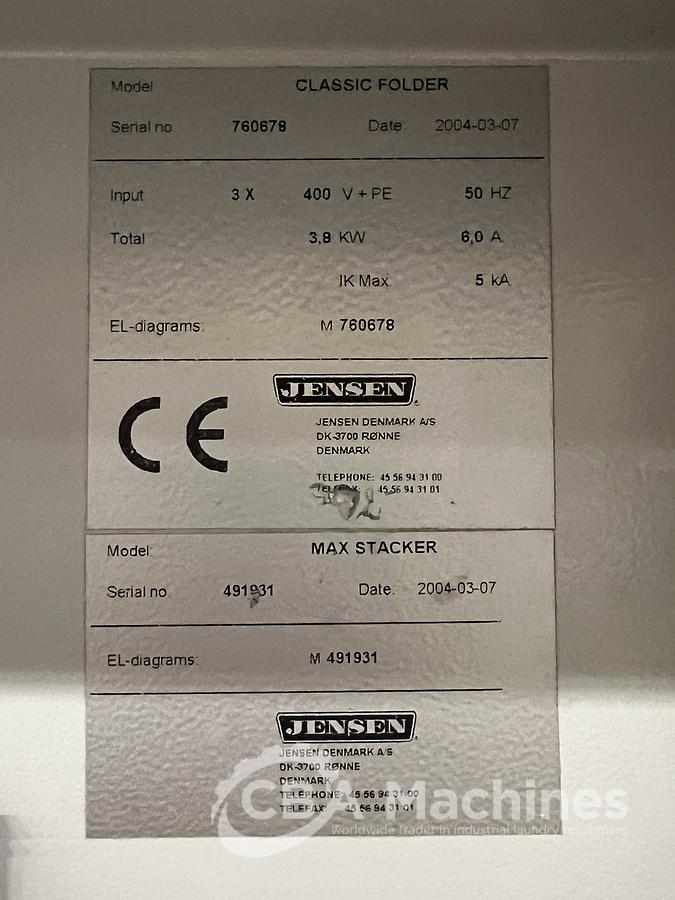 Model CLASSIC FOLDER
Serial no 760678 Date 2004-03-07
Input 3 X 400 V + PE 50 HZ
Total 3,8 KW 6,0 A
IK Max. 5 kA
EL-diagrams: M 760678
CE JENSEN
JENSEN DENMARK A/S
DK-3700 RØNNE
DENMARK
TELEPHONE: 45 56 94 31 00
TELEFAX: 45 56 94 31 01
Model: MAX STACKER
Serial no 491931 Date: 2004-03-07
EL-diagrams: M 491931
JENSEN
JENSEN DENMARK A/S
DK-3700 RØNNE
DENMARK
TELEPHONE: 45 56 94 31 00
TELEFAX: 45 56 94 31 01
Machines
worldwide trader in industrial laundry equipment